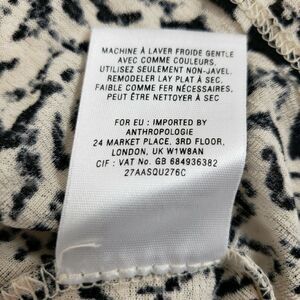 MACHINE À LAVER FROIDE GENTLE
AVEC COMME COULEURS.
UTILISEZ SEULEMENT NON-JAVEL.
REMODELER LAY PLAT À SEC.
FAIBLE COMME FER NÉCESSAIRES.
PEUT ÊTRE NETTOYER À SEC
FOR EU : IMPORTED BY
ANTHROPOLOGIE
24 MARKET PLACE, 3RD FLOOR,
LONDON, UK W1W8AN
CIF : VAT No. GB 684936382
27AASQU276C